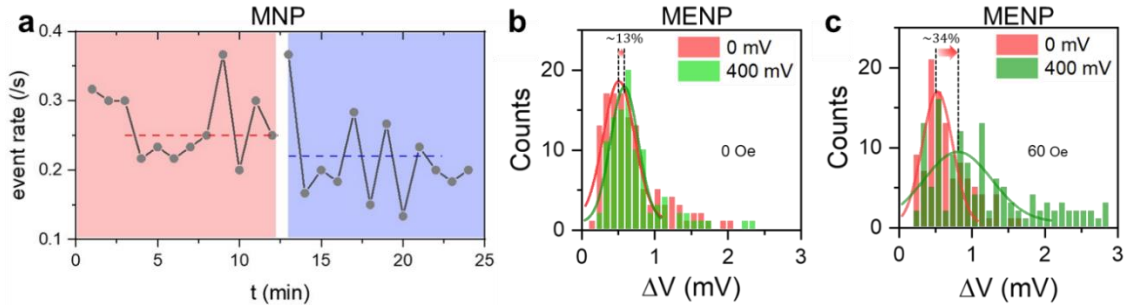 a
MNP
event rate (/s)
0.4
0.3
0.2
0.1
0
5
10
15
20
25
t (min)
b
MENP
~13%
0 mV
400 mV
0 Oe
Counts
20
10
0
0
1
2
3
ΔV (mV)
c
MENP
~34%
0 mV
400 mV
60 Oe
Counts
20
10
0
0
1
2
3
ΔV (mV)